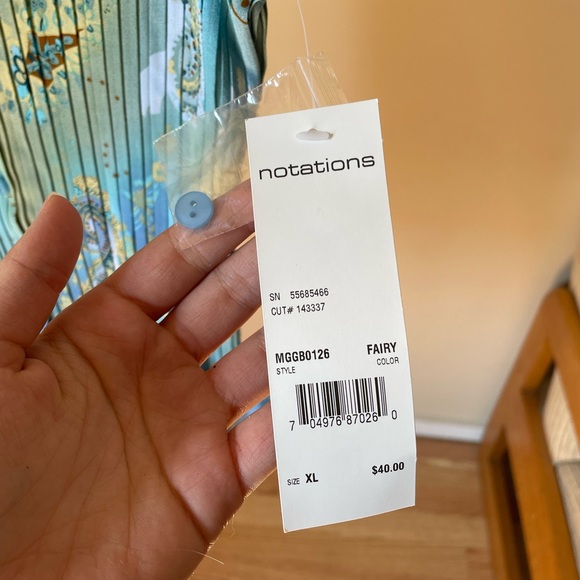 notations
SN 55685466
CUT# 143337
MGGB0126 FAIRY
STYLE COLOR
7 04976 87026 0
SIZE XL $40.00